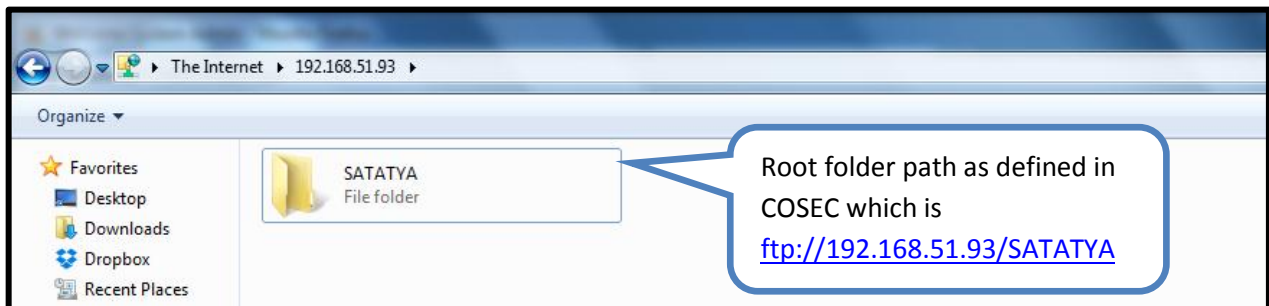 The Internet ▸ 192.168.51.93 ▸
Organize ▾
Favorites
Desktop
Downloads
Dropbox
Recent Places
SATATYA
File folder
Root folder path as defined in
COSEC which is
ftp://192.168.51.93/SATATYA